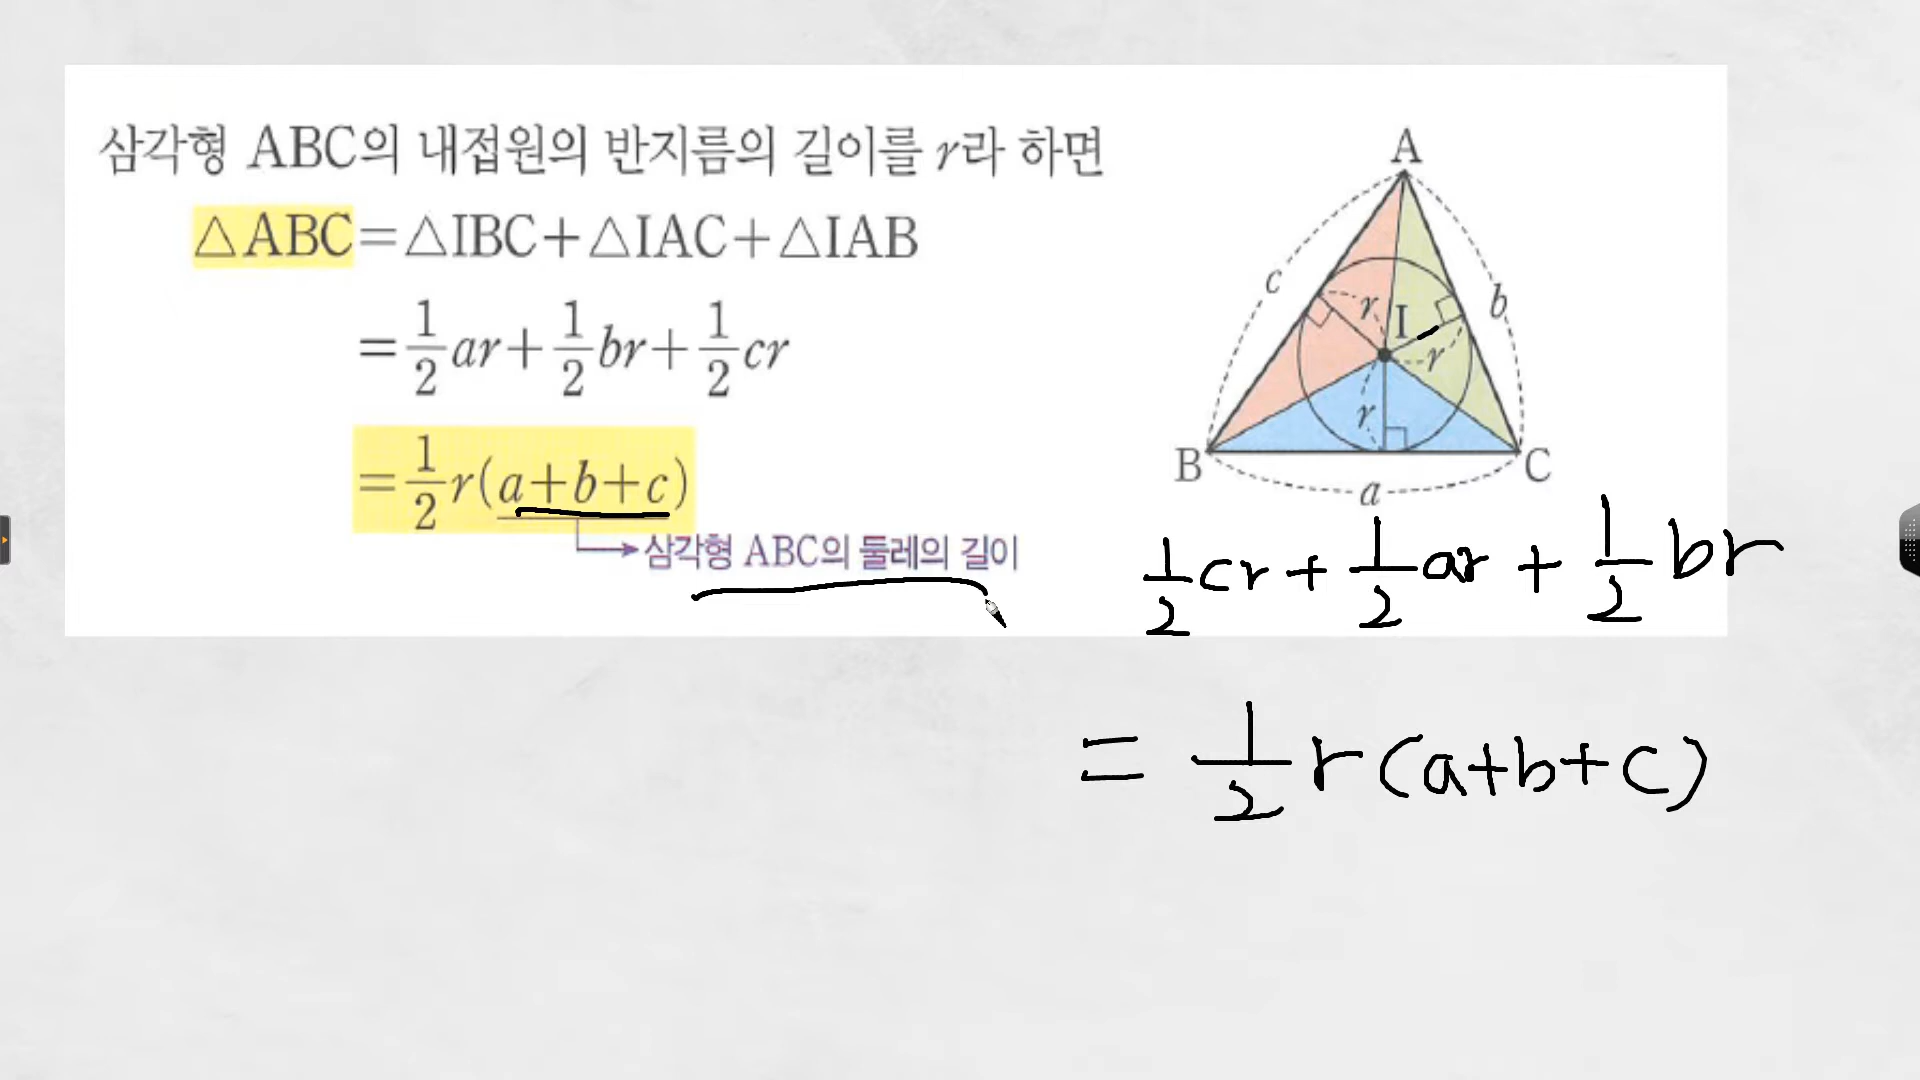 삼각형 ABC의 내접원의 반지름의 길이를 r라 하면
△ABC=△IBC+△IAC+△IAB
=1/2ar+1/2br+1/2cr
=1/2r(a+b+c)
삼각형 ABC의 둘레의 길이
A
c
b
r
I
r
r
B
C
a
1/2cr+1/2ar+1/2br
=1/2r(a+b+c)